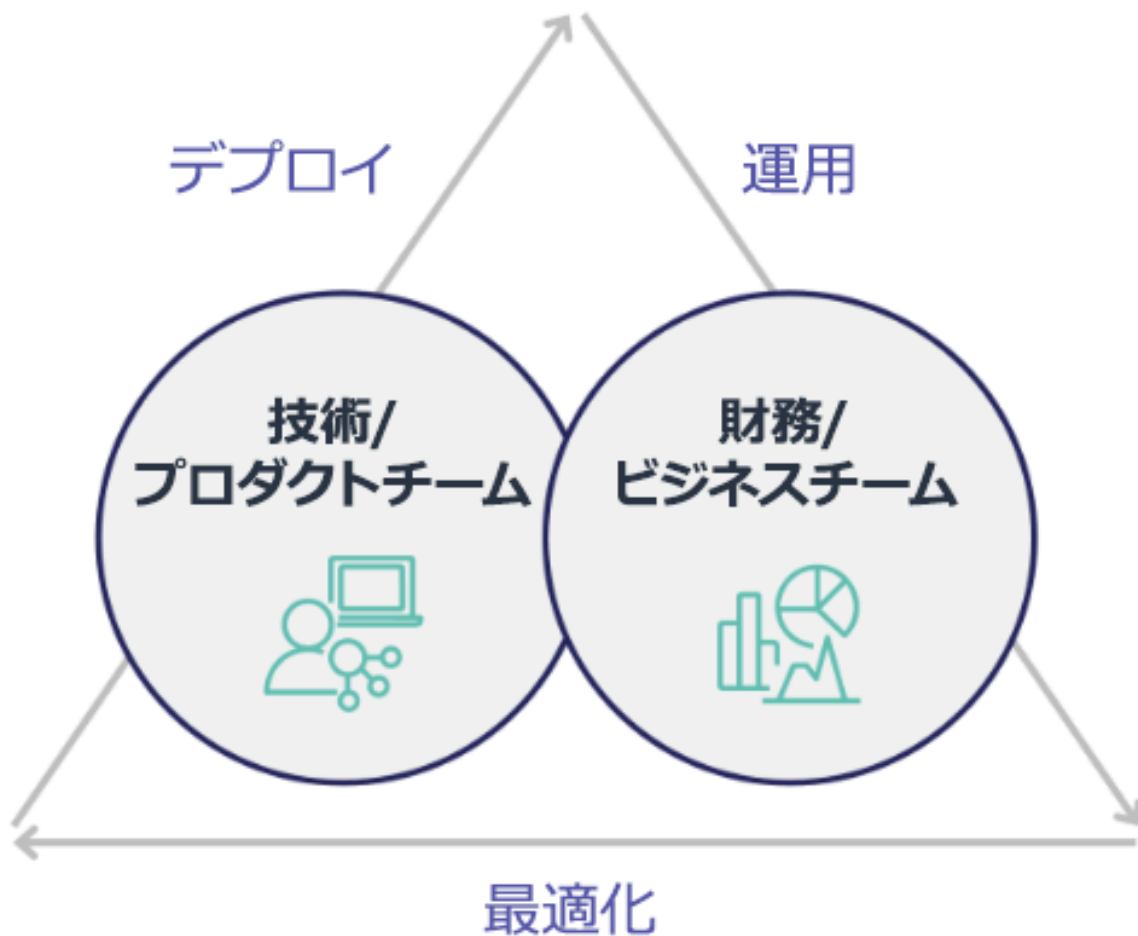 デプロイ
運用
技術/
プロダクトチーム
財務/
ビジネスチーム
最適化